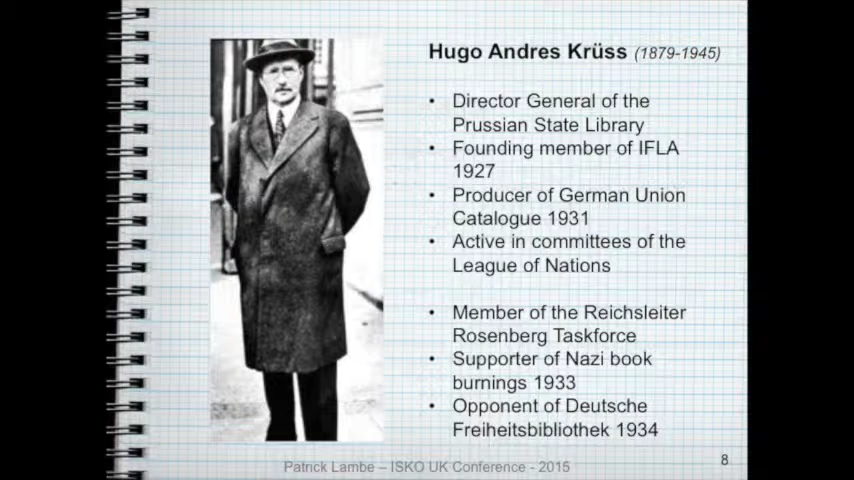 Hugo Andres Krüss (1879-1945)
• Director General of the
Prussian State Library
• Founding member of IFLA
1927
• Producer of German Union
Catalogue 1931
• Active in committees of the
League of Nations
• Member of the Reichsleiter
Rosenberg Taskforce
• Supporter of Nazi book
burnings 1933
• Opponent of Deutsche
Freiheitsbibliothek 1934
Patrick Lambe – ISKO UK Conference - 2015
8